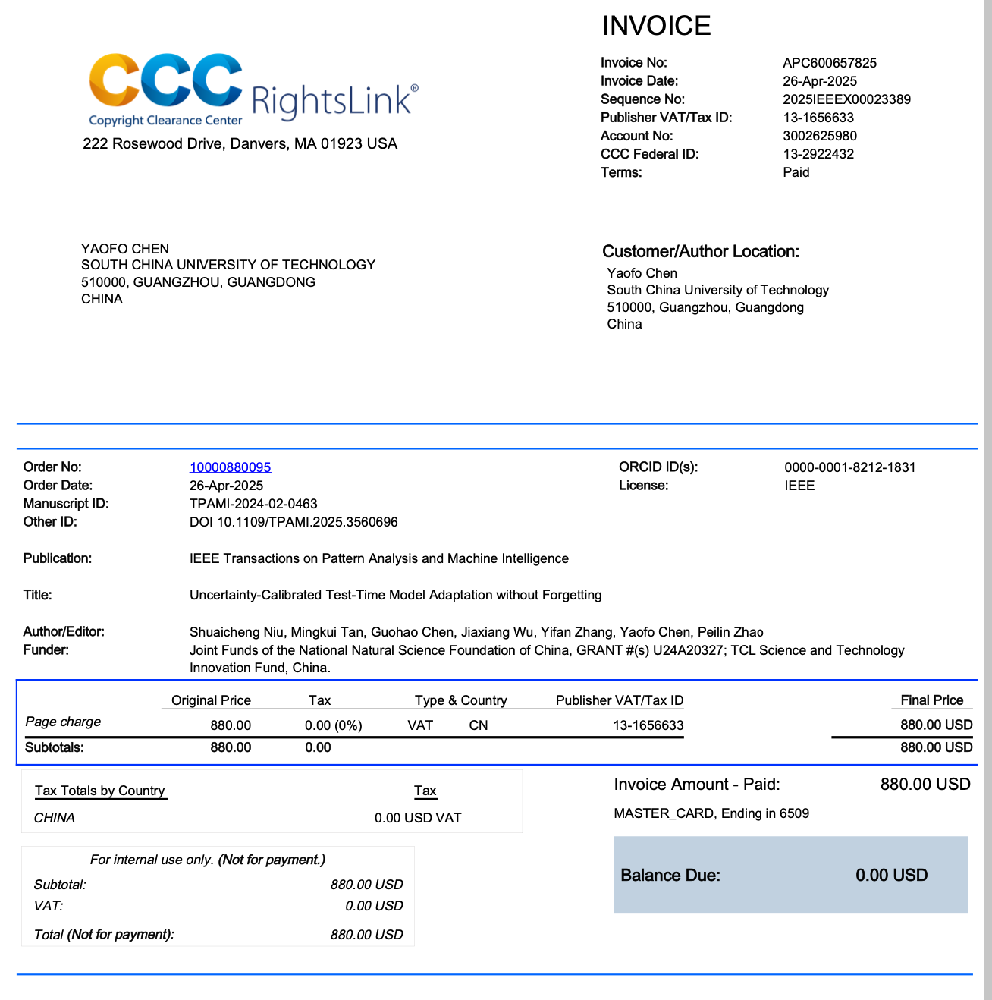 INVOICE
CCC RightsLink®
Copyright Clearance Center
222 Rosewood Drive, Danvers, MA 01923 USA
Invoice No: APC600657825
Invoice Date: 26-Apr-2025
Sequence No: 2025IEEEX00023389
Publisher VAT/Tax ID: 13-1656633
Account No: 3002625980
CCC Federal ID: 13-2922432
Terms: Paid
YAOFO CHEN
SOUTH CHINA UNIVERSITY OF TECHNOLOGY
510000, GUANGZHOU, GUANGDONG
CHINA
Customer/Author Location:
Yaofo Chen
South China University of Technology
510000, Guangzhou, Guangdong
China
Order No: 10000880095 ORCID ID(s): 0000-0001-8212-1831
Order Date: 26-Apr-2025 License: IEEE
Manuscript ID: TPAMI-2024-02-0463
Other ID: DOI 10.1109/TPAMI.2025.3560696
Publication: IEEE Transactions on Pattern Analysis and Machine Intelligence
Title: Uncertainty-Calibrated Test-Time Model Adaptation without Forgetting
Author/Editor: Shuaicheng Niu, Mingkui Tan, Guohao Chen, Jiaxiang Wu, Yifan Zhang, Yaofo Chen, Peilin Zhao
Funder: Joint Funds of the National Natural Science Foundation of China, GRANT #(s) U24A20327; TCL Science and Technology
Innovation Fund, China.
Original Price Tax Type & Country Publisher VAT/Tax ID Final Price
Page charge 880.00 0.00 (0%) VAT CN 13-1656633 880.00 USD
Subtotals: 880.00 0.00 880.00 USD
Tax Totals by Country Tax
CHINA 0.00 USD VAT
Invoice Amount - Paid: 880.00 USD
MASTER_CARD, Ending in 6509
For internal use only. (Not for payment.)
Subtotal: 880.00 USD
VAT: 0.00 USD
Total (Not for payment): 880.00 USD
Balance Due: 0.00 USD